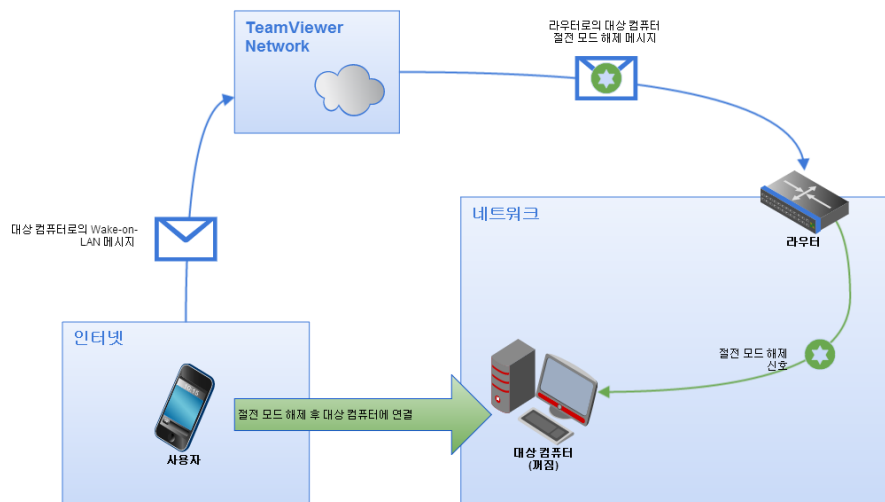 TeamViewer
Network
라우터로의 대상 컴퓨터
절전 모드 해제 메시지
대상 컴퓨터로의 Wake-on-
LAN 메시지
네트워크
라우터
인터넷
절전 모드 해제
신호
절전 모드 해제 후 대상 컴퓨터에 연결
사용자
대상 컴퓨터
(꺼짐)